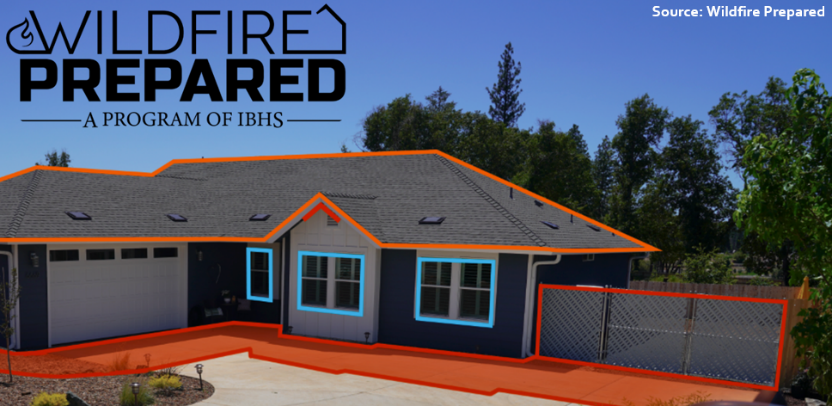 Source: Wildfire Prepared
WILDFIRE
PREPARED
A PROGRAM OF IBHS